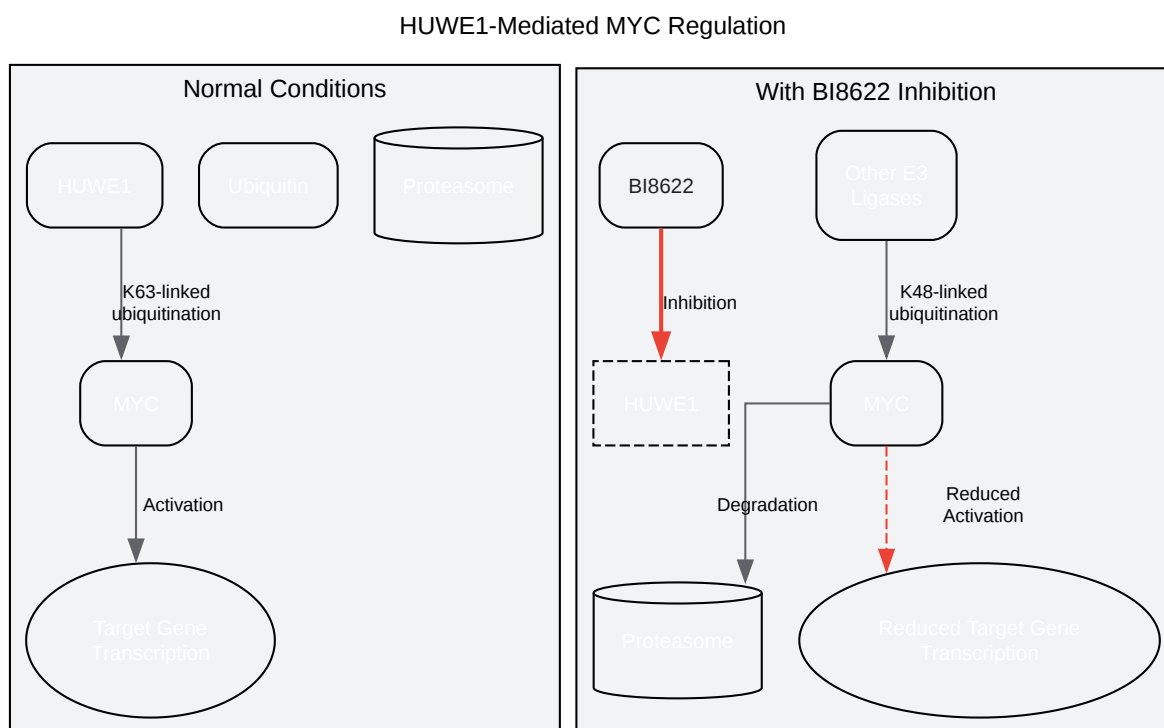 HUWE1-Mediated MYC Regulation
Normal Conditions
HUWE1
Ubiquitin
Proteasome
K63-linked
ubiquitination
MYC
Activation
Target Gene
Transcription
With BI8622 Inhibition
BI8622
Other E3
Ligases
Inhibition
K48-linked
ubiquitination
HUWE1
MYC
Degradation
Reduced
Activation
Proteasome
Reduced Target Gene
Transcription